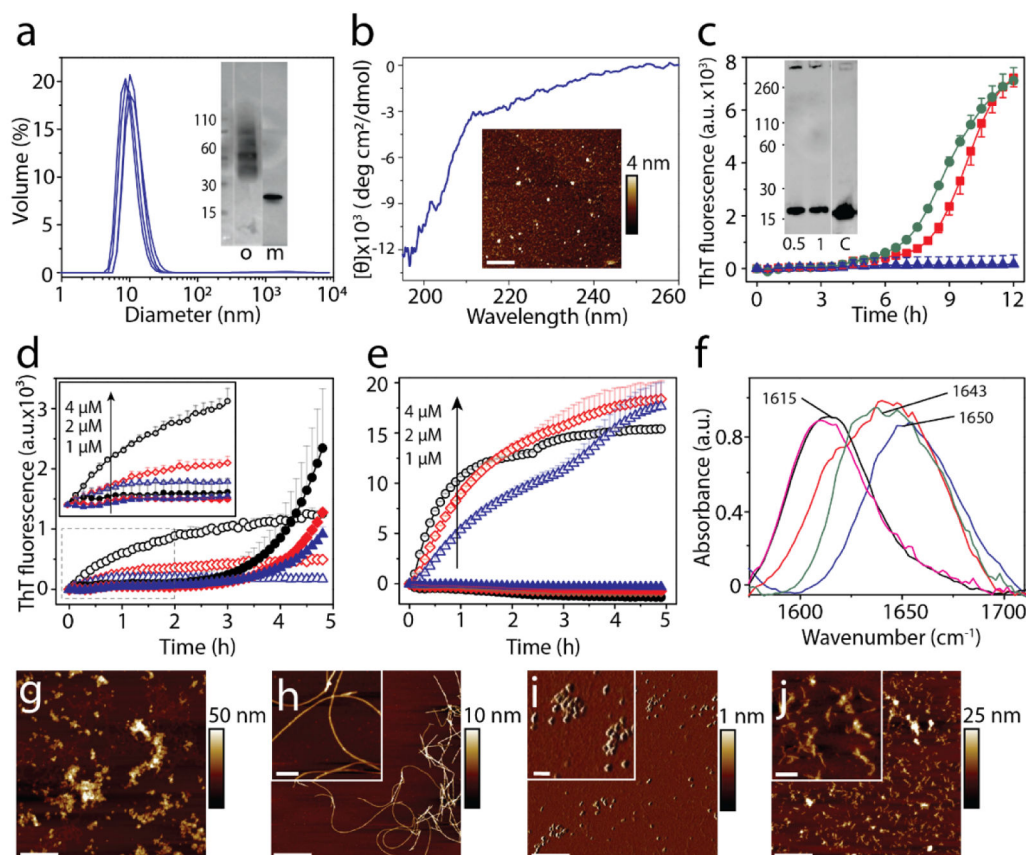 a
Volume (%)
20
15
10
5
0
1
10
10²
10³
10⁴
Diameter (nm)
110
60
30
15
o
m
b
[θ]x10³ (deg cm²/dmol)
0
-3
-6
-9
-12
200
220
240
260
Wavelength (nm)
4 nm
c
ThT fluorescence (a.u. x10³)
8
6
4
2
0
0
3
6
9
12
Time (h)
260
110
60
30
15
0.5
1
C
d
ThT fluorescence (a.u.x10³)
3
2
1
0
0
1
2
3
4
5
Time (h)
4 µM
2 µM
1 µM
e
20
15
10
5
0
0
1
2
3
4
5
Time (h)
4 µM
2 µM
1 µM
f
Absorbance (a.u.)
0.8
0.4
0
1600
1650
1700
Wavenumber (cm⁻¹)
1615
1643
1650
g
50 nm
h
10 nm
i
1 nm
j
25 nm